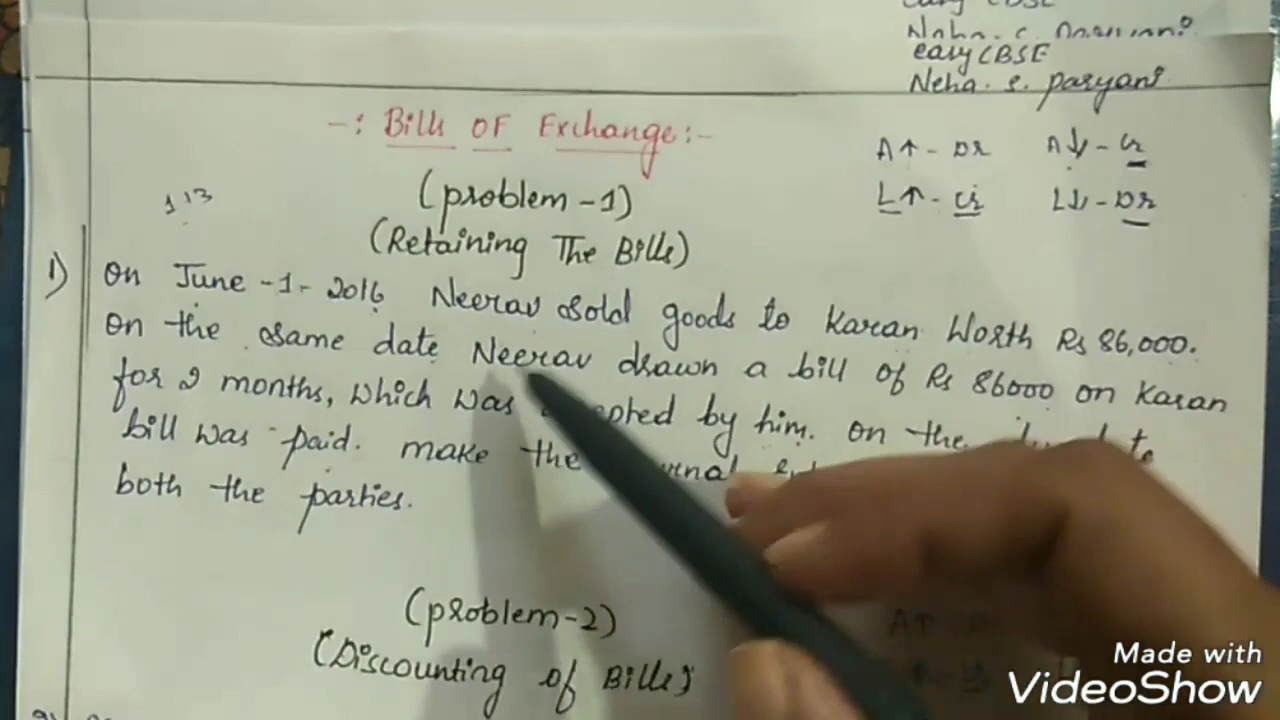 easy CBSE
Neha. S. Paryani
-: Bills OF Exchange:-
A↑ - Dr A↓ - Cr
L↑ - Cr L↓ - Dr
(problem-1)
(Retaining The Bills)
1) On June-1-2016 Neerav sold goods to Karan Worth Rs 86,000.
On the same date Neerav drawn a bill of Rs 86000 on Karan
for 2 months, which was by him. on the
bill was paid. make the
both the parties.
(problem-2)
(Discounting of Bills)
Made with
VideoShow